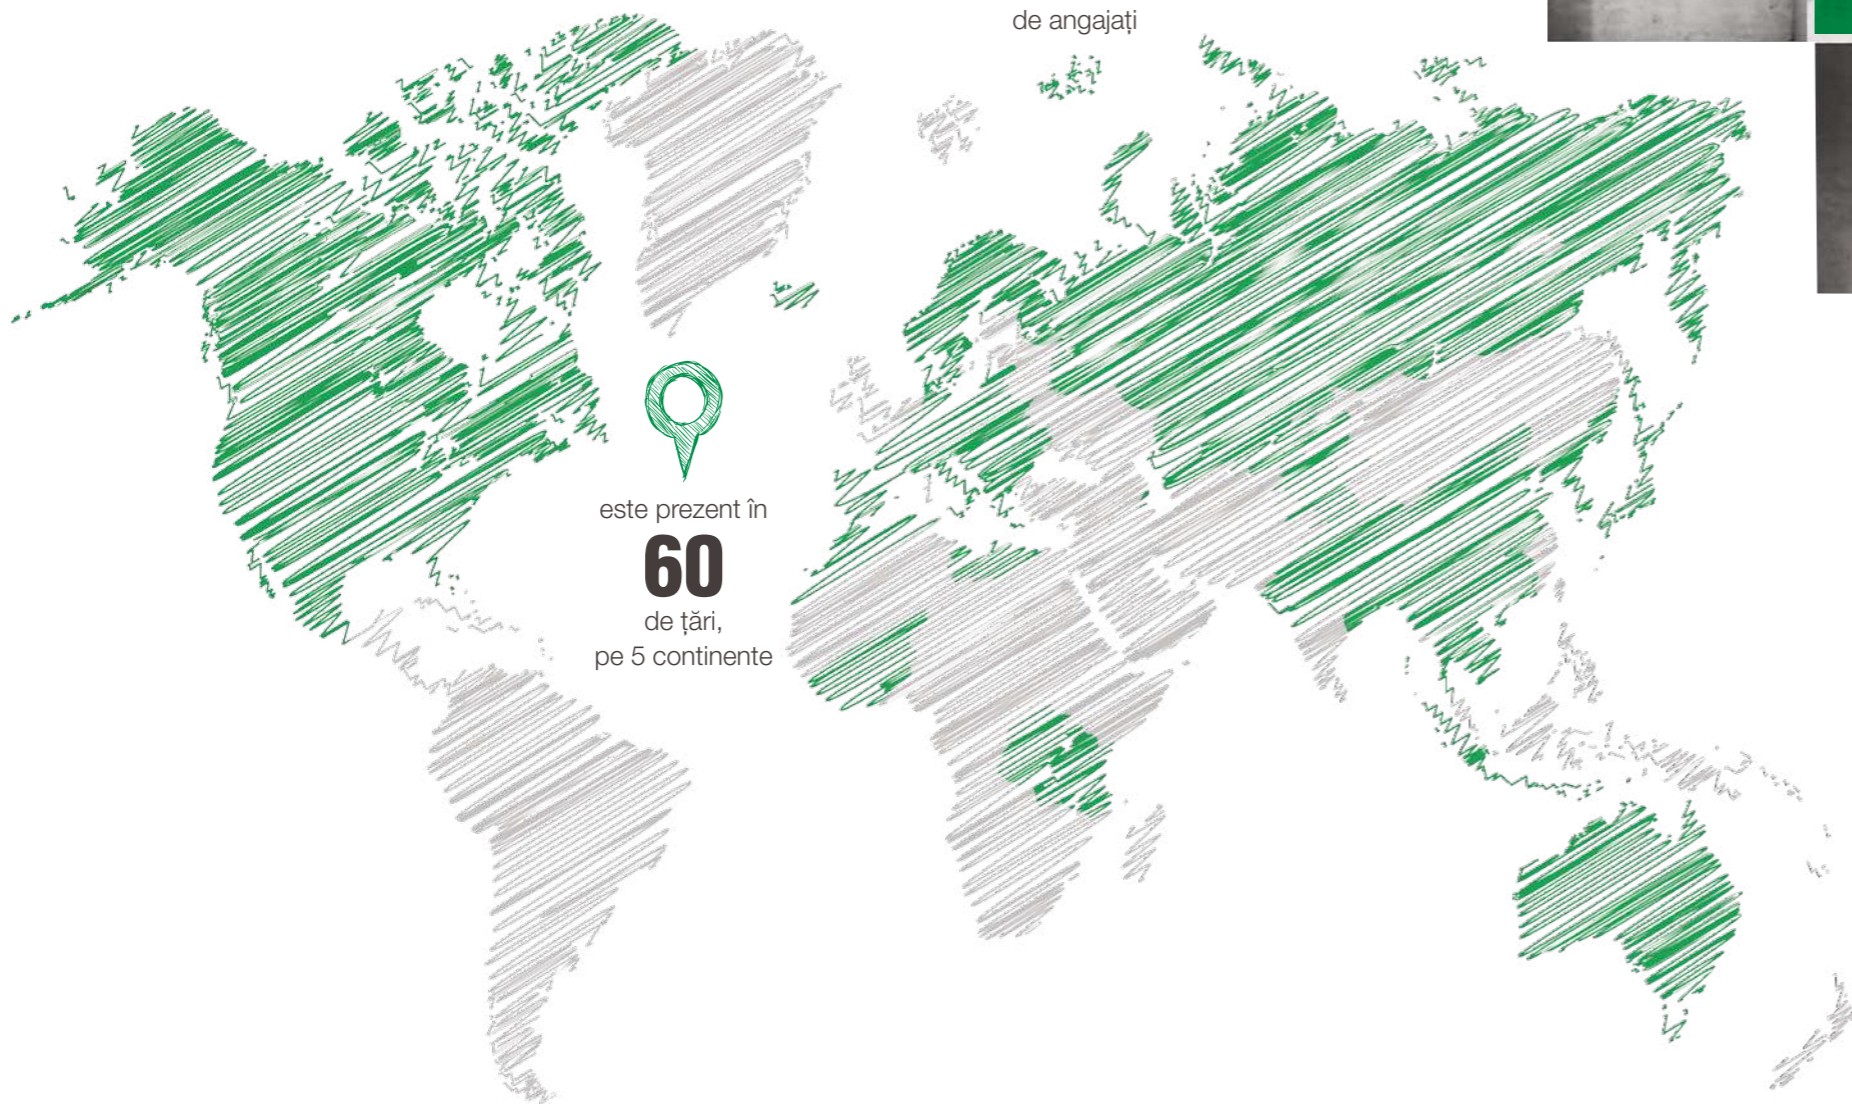 de angajați
este prezent în
60
de țări,
pe 5 continente